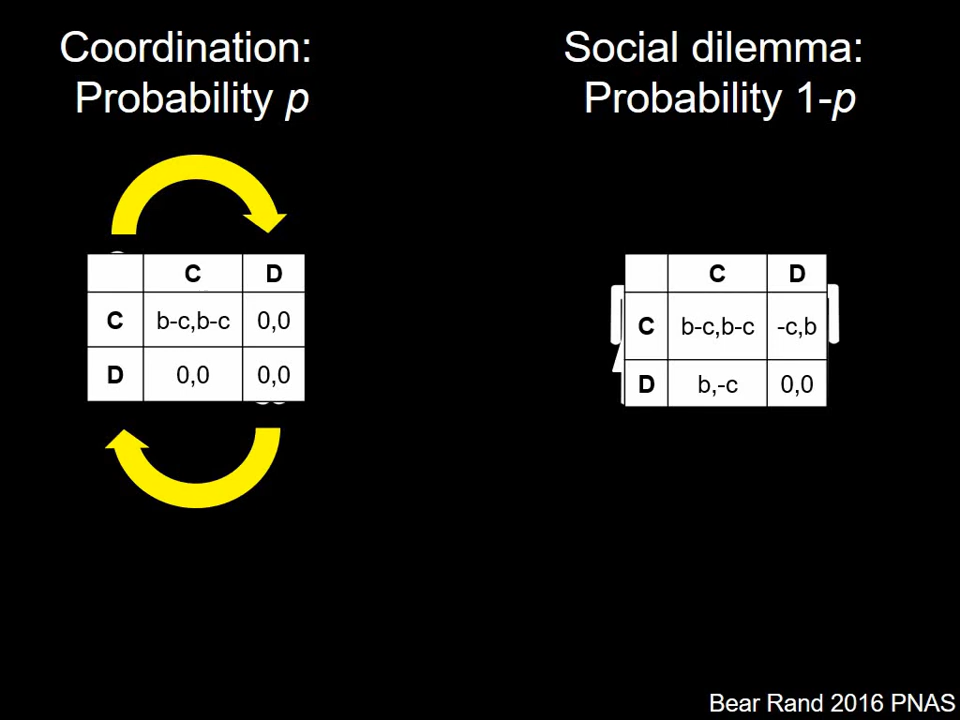 Coordination:
Probability p
Social dilemma:
Probability 1-p
C D
C b-c,b-c 0,0
D 0,0 0,0
C D
C b-c,b-c -c,b
D b,-c 0,0
Bear Rand 2016 PNAS